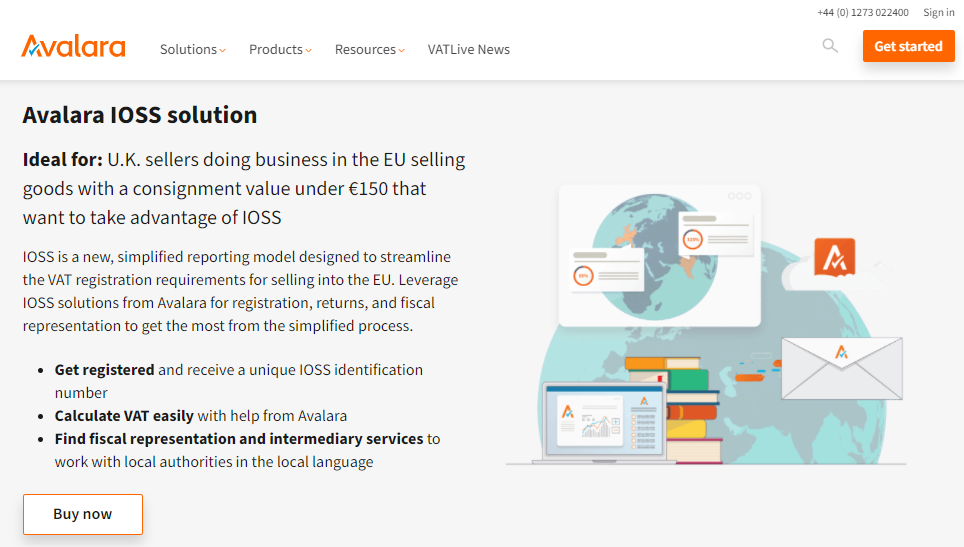 +44 (0) 1273 022400 Sign in
Avalara Solutions Products Resources VATLive News Get started
Avalara IOSS solution
Ideal for: U.K. sellers doing business in the EU selling
goods with a consignment value under €150 that
want to take advantage of IOSS
IOSS is a new, simplified reporting model designed to streamline
the VAT registration requirements for selling into the EU. Leverage
IOSS solutions from Avalara for registration, returns, and fiscal
representation to get the most from the simplified process.
• Get registered and receive a unique IOSS identification
number
• Calculate VAT easily with help from Avalara
• Find fiscal representation and intermediary services to
work with local authorities in the local language
Buy now